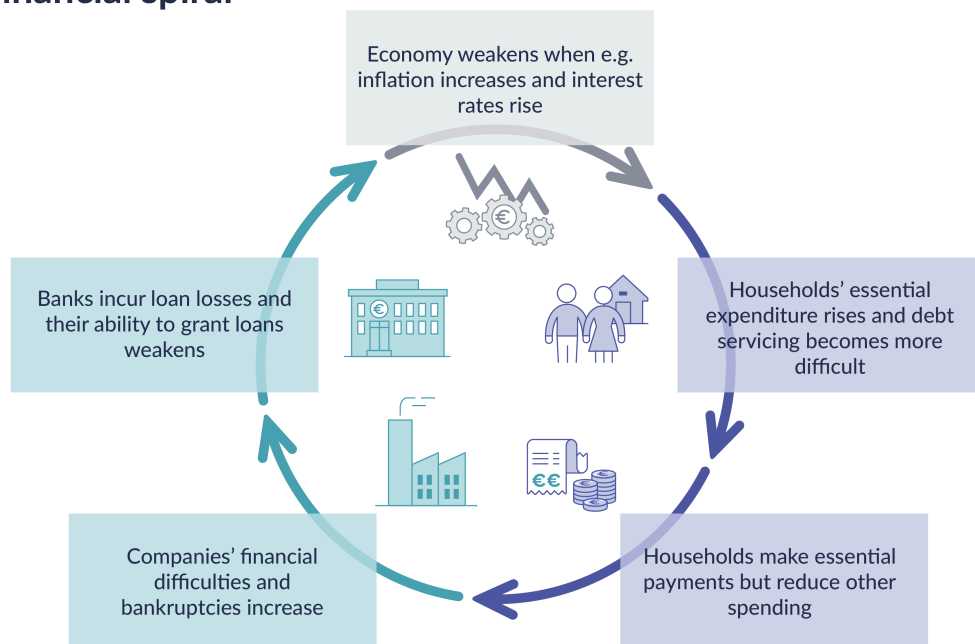 financial spiral
Economy weakens when e.g.
inflation increases and interest
rates rise
€
Banks incur loan losses and
their ability to grant loans
weakens
€
Households’ essential
expenditure rises and debt
servicing becomes more
difficult
€€
Companies’ financial
difficulties and
bankruptcies increase
Households make essential
payments but reduce other
spending